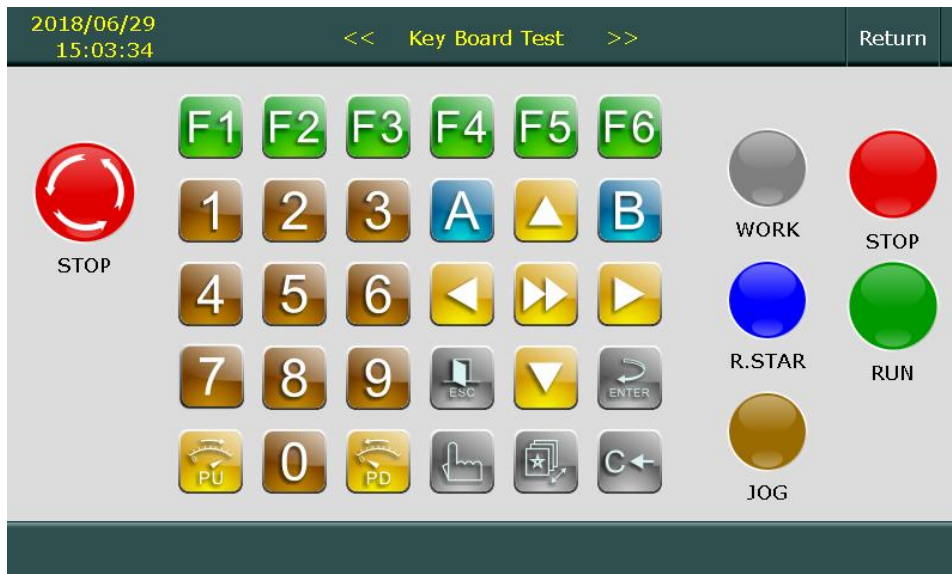 2018/06/29
15:03:34
<< Key Board Test >>
Return
F1 F2 F3 F4 F5 F6
1 2 3 A B
4 5 6
7 8 9 ESC ENTER
PU 0 PD C
STOP
WORK
STOP
R.STAR
RUN
JOG